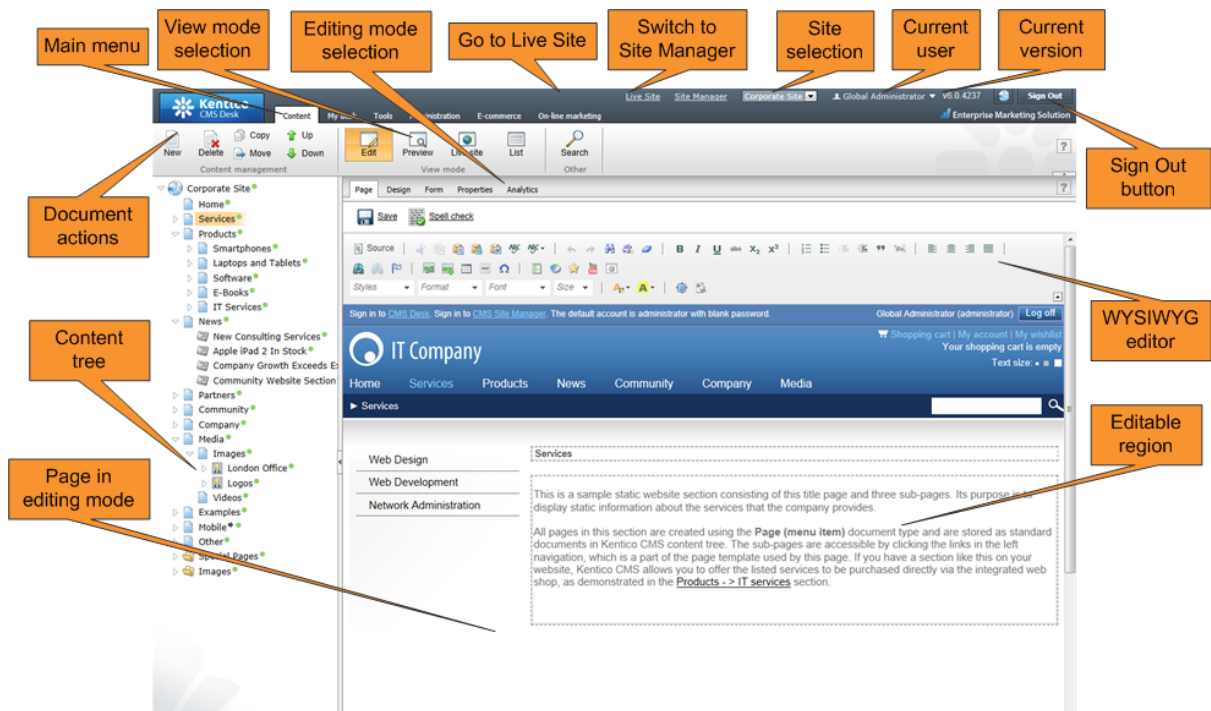 Main menu
View mode
selection
Editing mode
selection
Go to Live Site
Switch to
Site Manager
Site
selection
Current
user
Current
version
Kentico
CMS Desk
Live Site Site Manager Corporate Site Global Administrator v6.0.4237 Sign Out
Content Tools E-commerce On-line marketing
Enterprise Marketing Solution
New Delete Copy Move Up Down
Content management
Edit Preview Live site List
View mode
Search
Other
?
Sign Out
button
Document
actions
Corporate Site
Home
Services
Products
Smartphones
Laptops and Tablets
Software
E-Books
IT Services
News
New Consulting Services
Apple iPad 2 In Stock
Company Growth Exceeds Ex
Community Website Section
Partners
Community
Company
Media
Images
London Office
Logos
Videos
Examples
Mobile
Other
Special Pages
Images
Content
tree
Page in
editing mode
Page Design Form Properties Analytics
?
Save Spell check
Source B I U abc X₂ X²
Styles Format Font Size A A
WYSIWYG
editor
Sign in to CMS Desk. Sign in to CMS Site Manager. The default account is administrator with blank password. Global Administrator (administrator) Log off
IT Company
Shopping cart | My account | My wishlist
Your shopping cart is empty
Text size:
Home Services Products News Community Company Media
Services
Editable
region
Web Design
Web Development
Network Administration
Services
This is a sample static website section consisting of this title page and three sub-pages. Its purpose is to
display static information about the services that the company provides.
All pages in this section are created using the Page (menu item) document type and are stored as standard
documents in Kentico CMS content tree. The sub-pages are accessible by clicking the links in the left
navigation, which is a part of the page template used by this page. If you have a section like this on your
website, Kentico CMS allows you to offer the listed services to be purchased directly via the integrated web
shop, as demonstrated in the Products - > IT services section.